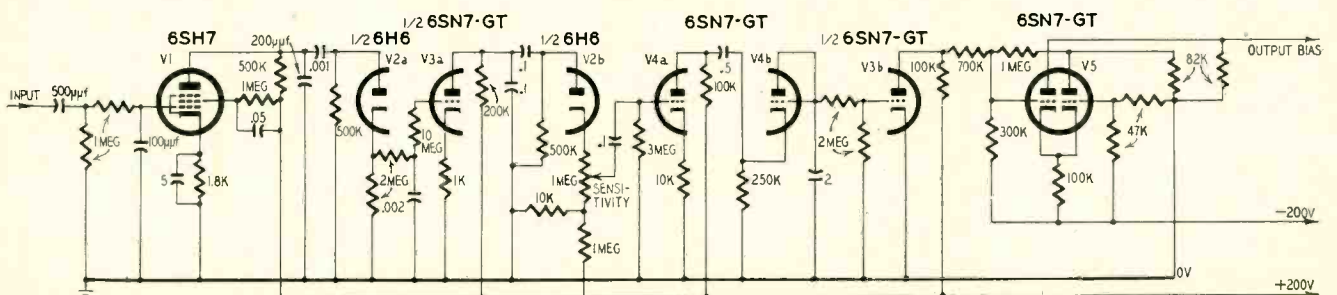 6SH7
1/2 6H6
1/2 6SN7-GT
1/2 6H6
6SN7-GT
1/2 6SN7-GT
6SN7-GT
200μμf
.001
V1
500K
1MEG
.05
V2a
V3a
.1
.1
V2b
V4a
.5
100K
V4b
V3b
100K
700K
1 MEG
V5
82K
OUTPUT BIAS
INPUT
500μμf
1MEG
100μμf
5
1.8K
500K
2MEG
.002
10
MEG
1K
200K
500K
10K
1MEG
SENSI-
TIVITY
1MEG
.1
3MEG
10K
250K
2
2MEG
300K
100K
47K
-200V
0V
+200V